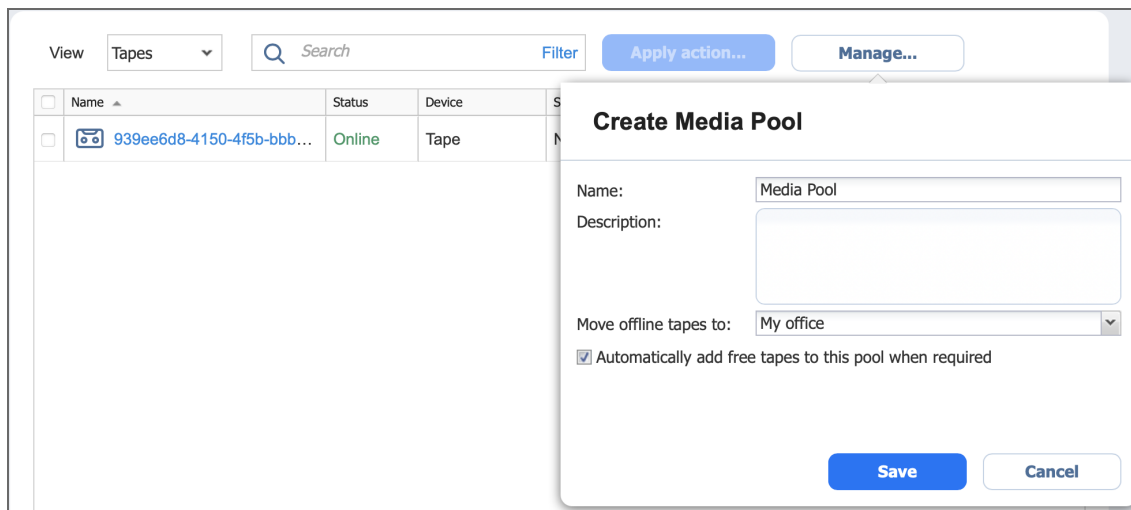 View Tapes Search Filter Apply action... Manage...
Name Status Device S
939ee6d8-4150-4f5b-bbb... Online Tape N
Create Media Pool
Name: Media Pool
Description:
Move offline tapes to: My office
Automatically add free tapes to this pool when required
Save Cancel